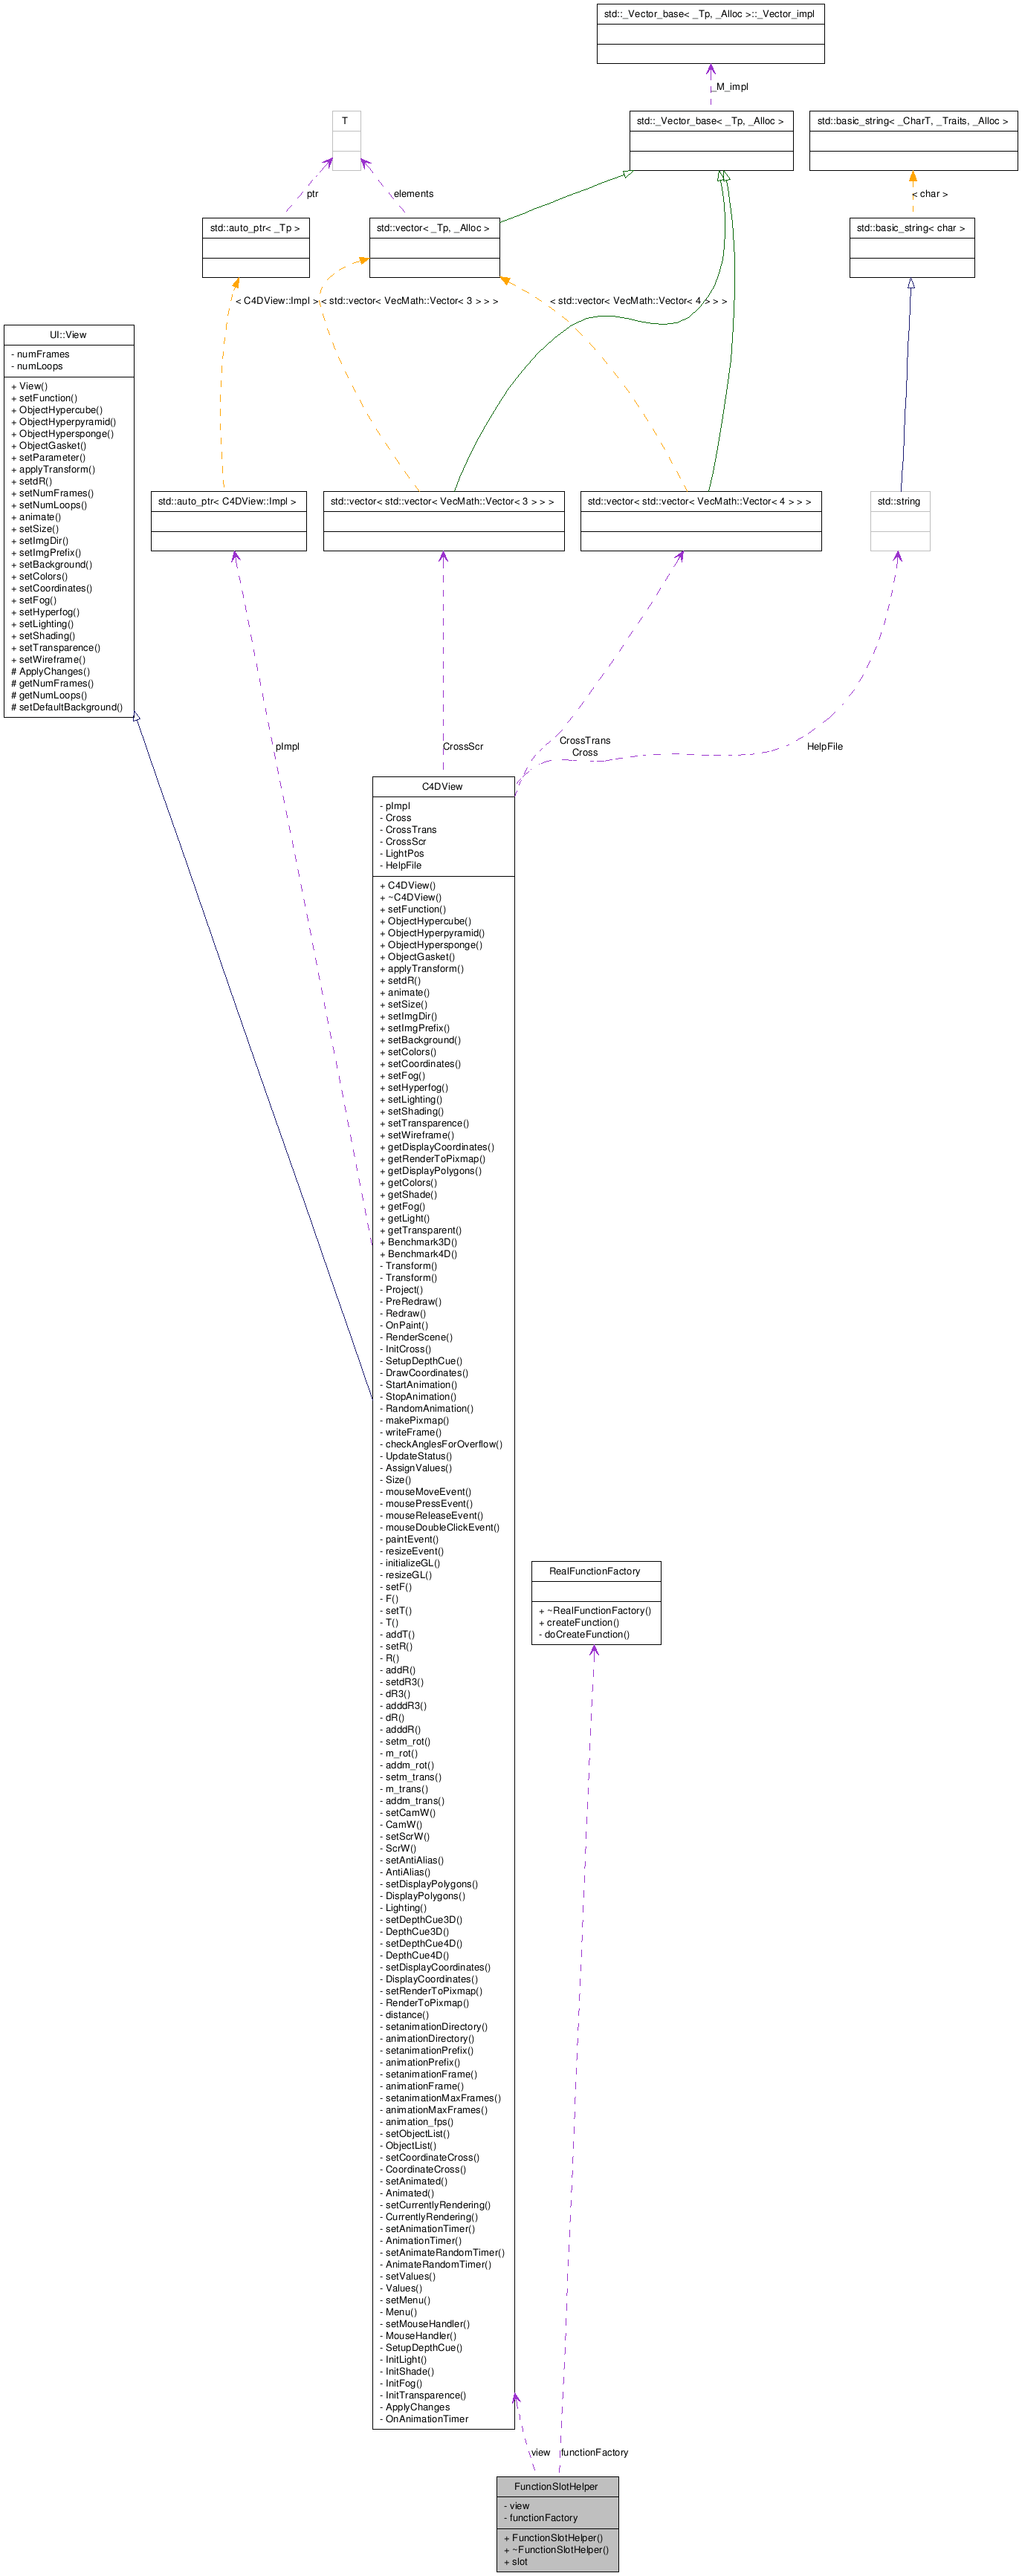 std::_Vector_base< _Tp, _Alloc >::_Vector_impl
_M_impl
T
std::_Vector_base< _Tp, _Alloc >
std::basic_string< _CharT, _Traits, _Alloc >
ptr
elements
< char >
std::auto_ptr< _Tp >
std::vector< _Tp, _Alloc >
std::basic_string< char >
< C4DView::Impl >
< std::vector< VecMath::Vector< 3 > > >
< std::vector< VecMath::Vector< 4 > > >
UI::View
- numFrames
- numLoops
+ View()
+ setFunction()
+ ObjectHypercube()
+ ObjectHyperpyramid()
+ ObjectHypersponge()
+ ObjectGasket()
+ setParameter()
+ applyTransform()
+ setdR()
+ setNumFrames()
+ setNumLoops()
+ animate()
+ setSize()
+ setImgDir()
+ setImgPrefix()
+ setBackground()
+ setColors()
+ setCoordinates()
+ setFog()
+ setHyperfog()
+ setLighting()
+ setShading()
+ setTransparence()
+ setWireframe()
# ApplyChanges()
# getNumFrames()
# getNumLoops()
# setDefaultBackground()
std::auto_ptr< C4DView::Impl >
std::vector< std::vector< VecMath::Vector< 3 > > >
std::vector< std::vector< VecMath::Vector< 4 > > >
std::string
pImpl
CrossScr
CrossTrans
Cross
HelpFile
C4DView
- pImpl
- Cross
- CrossTrans
- CrossScr
- LightPos
- HelpFile
+ C4DView()
+ ~C4DView()
+ setFunction()
+ ObjectHypercube()
+ ObjectHyperpyramid()
+ ObjectHypersponge()
+ ObjectGasket()
+ applyTransform()
+ setdR()
+ animate()
+ setSize()
+ setImgDir()
+ setImgPrefix()
+ setBackground()
+ setColors()
+ setCoordinates()
+ setFog()
+ setHyperfog()
+ setLighting()
+ setShading()
+ setTransparence()
+ setWireframe()
+ getDisplayCoordinates()
+ getRenderToPixmap()
+ getDisplayPolygons()
+ getColors()
+ getShade()
+ getFog()
+ getLight()
+ getTransparent()
+ Benchmark3D()
+ Benchmark4D()
- Transform()
- Transform()
- Project()
- PreRedraw()
- Redraw()
- OnPaint()
- RenderScene()
- InitCross()
- SetupDepthCue()
- DrawCoordinates()
- StartAnimation()
- StopAnimation()
- RandomAnimation()
- makePixmap()
- writeFrame()
- checkAnglesForOverflow()
- UpdateStatus()
- AssignValues()
- Size()
- mouseMoveEvent()
- mousePressEvent()
- mouseReleaseEvent()
- mouseDoubleClickEvent()
- paintEvent()
- resizeEvent()
- initializeGL()
- resizeGL()
- setF()
- F()
- setT()
- T()
- addT()
- setR()
- R()
- addR()
- setdR3()
- dR3()
- adddR3()
- dR()
- adddR()
- setm_rot()
- m_rot()
- addm_rot()
- setm_trans()
- m_trans()
- addm_trans()
- setCamW()
- CamW()
- setScrW()
- ScrW()
- setAntiAlias()
- AntiAlias()
- setDisplayPolygons()
- DisplayPolygons()
- Lighting()
- setDepthCue3D()
- DepthCue3D()
- setDepthCue4D()
- DepthCue4D()
- setDisplayCoordinates()
- DisplayCoordinates()
- setRenderToPixmap()
- RenderToPixmap()
- distance()
- setanimationDirectory()
- animationDirectory()
- setanimationPrefix()
- animationPrefix()
- setanimationFrame()
- animationFrame()
- setanimationMaxFrames()
- animationMaxFrames()
- animation_fps()
- setObjectList()
- ObjectList()
- setCoordinateCross()
- CoordinateCross()
- setAnimated()
- Animated()
- setCurrentlyRendering()
- CurrentlyRendering()
- setAnimationTimer()
- AnimationTimer()
- setAnimateRandomTimer()
- AnimateRandomTimer()
- setValues()
- Values()
- setMenu()
- Menu()
- setMouseHandler()
- MouseHandler()
- SetupDepthCue()
- InitLight()
- InitShade()
- InitFog()
- InitTransparence()
- ApplyChanges
- OnAnimationTimer
RealFunctionFactory
+ ~RealFunctionFactory()
+ createFunction()
- doCreateFunction()
view
functionFactory
FunctionSlotHelper
- view
- functionFactory
+ FunctionSlotHelper()
+ ~FunctionSlotHelper()
+ slot